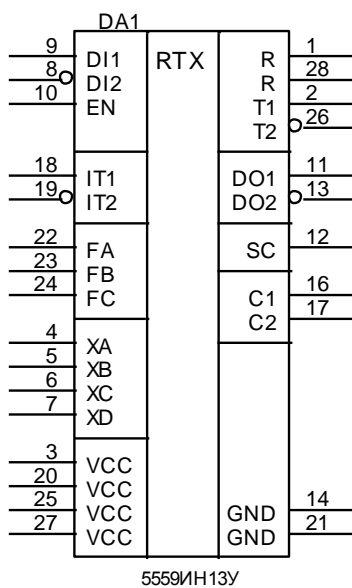 DA1
RTX
9 DI1 R 1
8 DI2 R 28
10 EN T1 2
T2 26
18 IT1 DO1 11
19 IT2 DO2 13
22 FA SC 12
23 FB
24 FC C1 16
C2 17
4 XA
5 XB
6 XC
7 XD
3 VCC
20 VCC
25 VCC GND 14
27 VCC GND 21
5559ИН13У